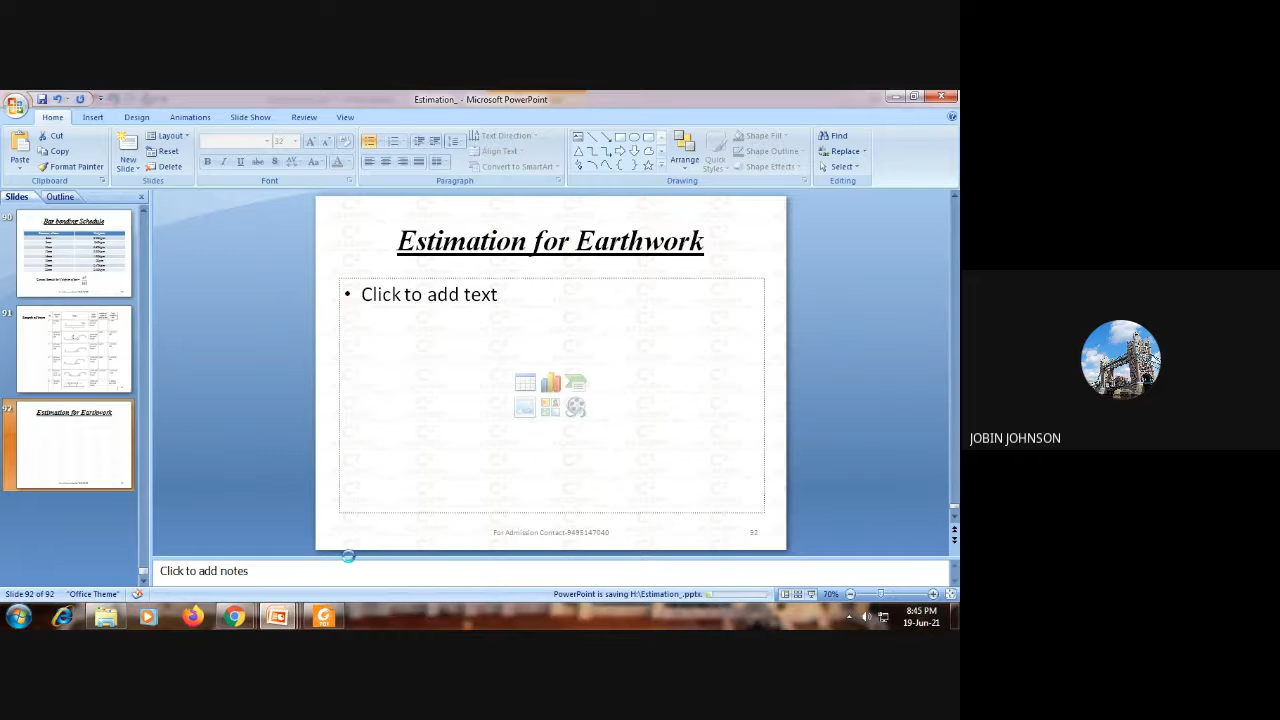 Estimation_ - Microsoft PowerPoint
Home Insert Design Animations Slide Show Review View
Paste
Cut
Copy
Format Painter
Clipboard
New Slide
Layout
Reset
Delete
Slides
32
Font
Paragraph
Text Direction
Align Text
Convert to SmartArt
Arrange
Quick Styles
Shape Fill
Shape Outline
Shape Effects
Drawing
Find
Replace
Select
Editing
Slides Outline
90
Bar bending Schedule
91
92
Estimation for Earthwork
Estimation for Earthwork
• Click to add text
For Admission Contact-9495147040
92
Click to add notes
Slide 92 of 92 "Office Theme" PowerPoint is saving H:\Estimation_.pptx. 70%
8:45 PM
19-Jun-21
JOBIN JOHNSON